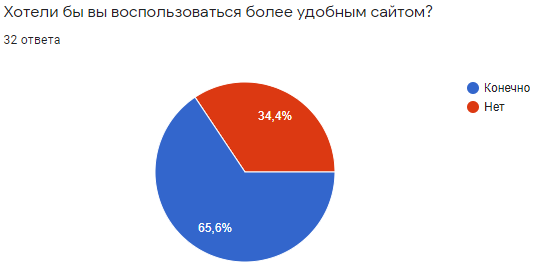 Хотели бы вы воспользоваться более удобным сайтом?
32 ответа
Конечно
Нет
34,4%
65,6%